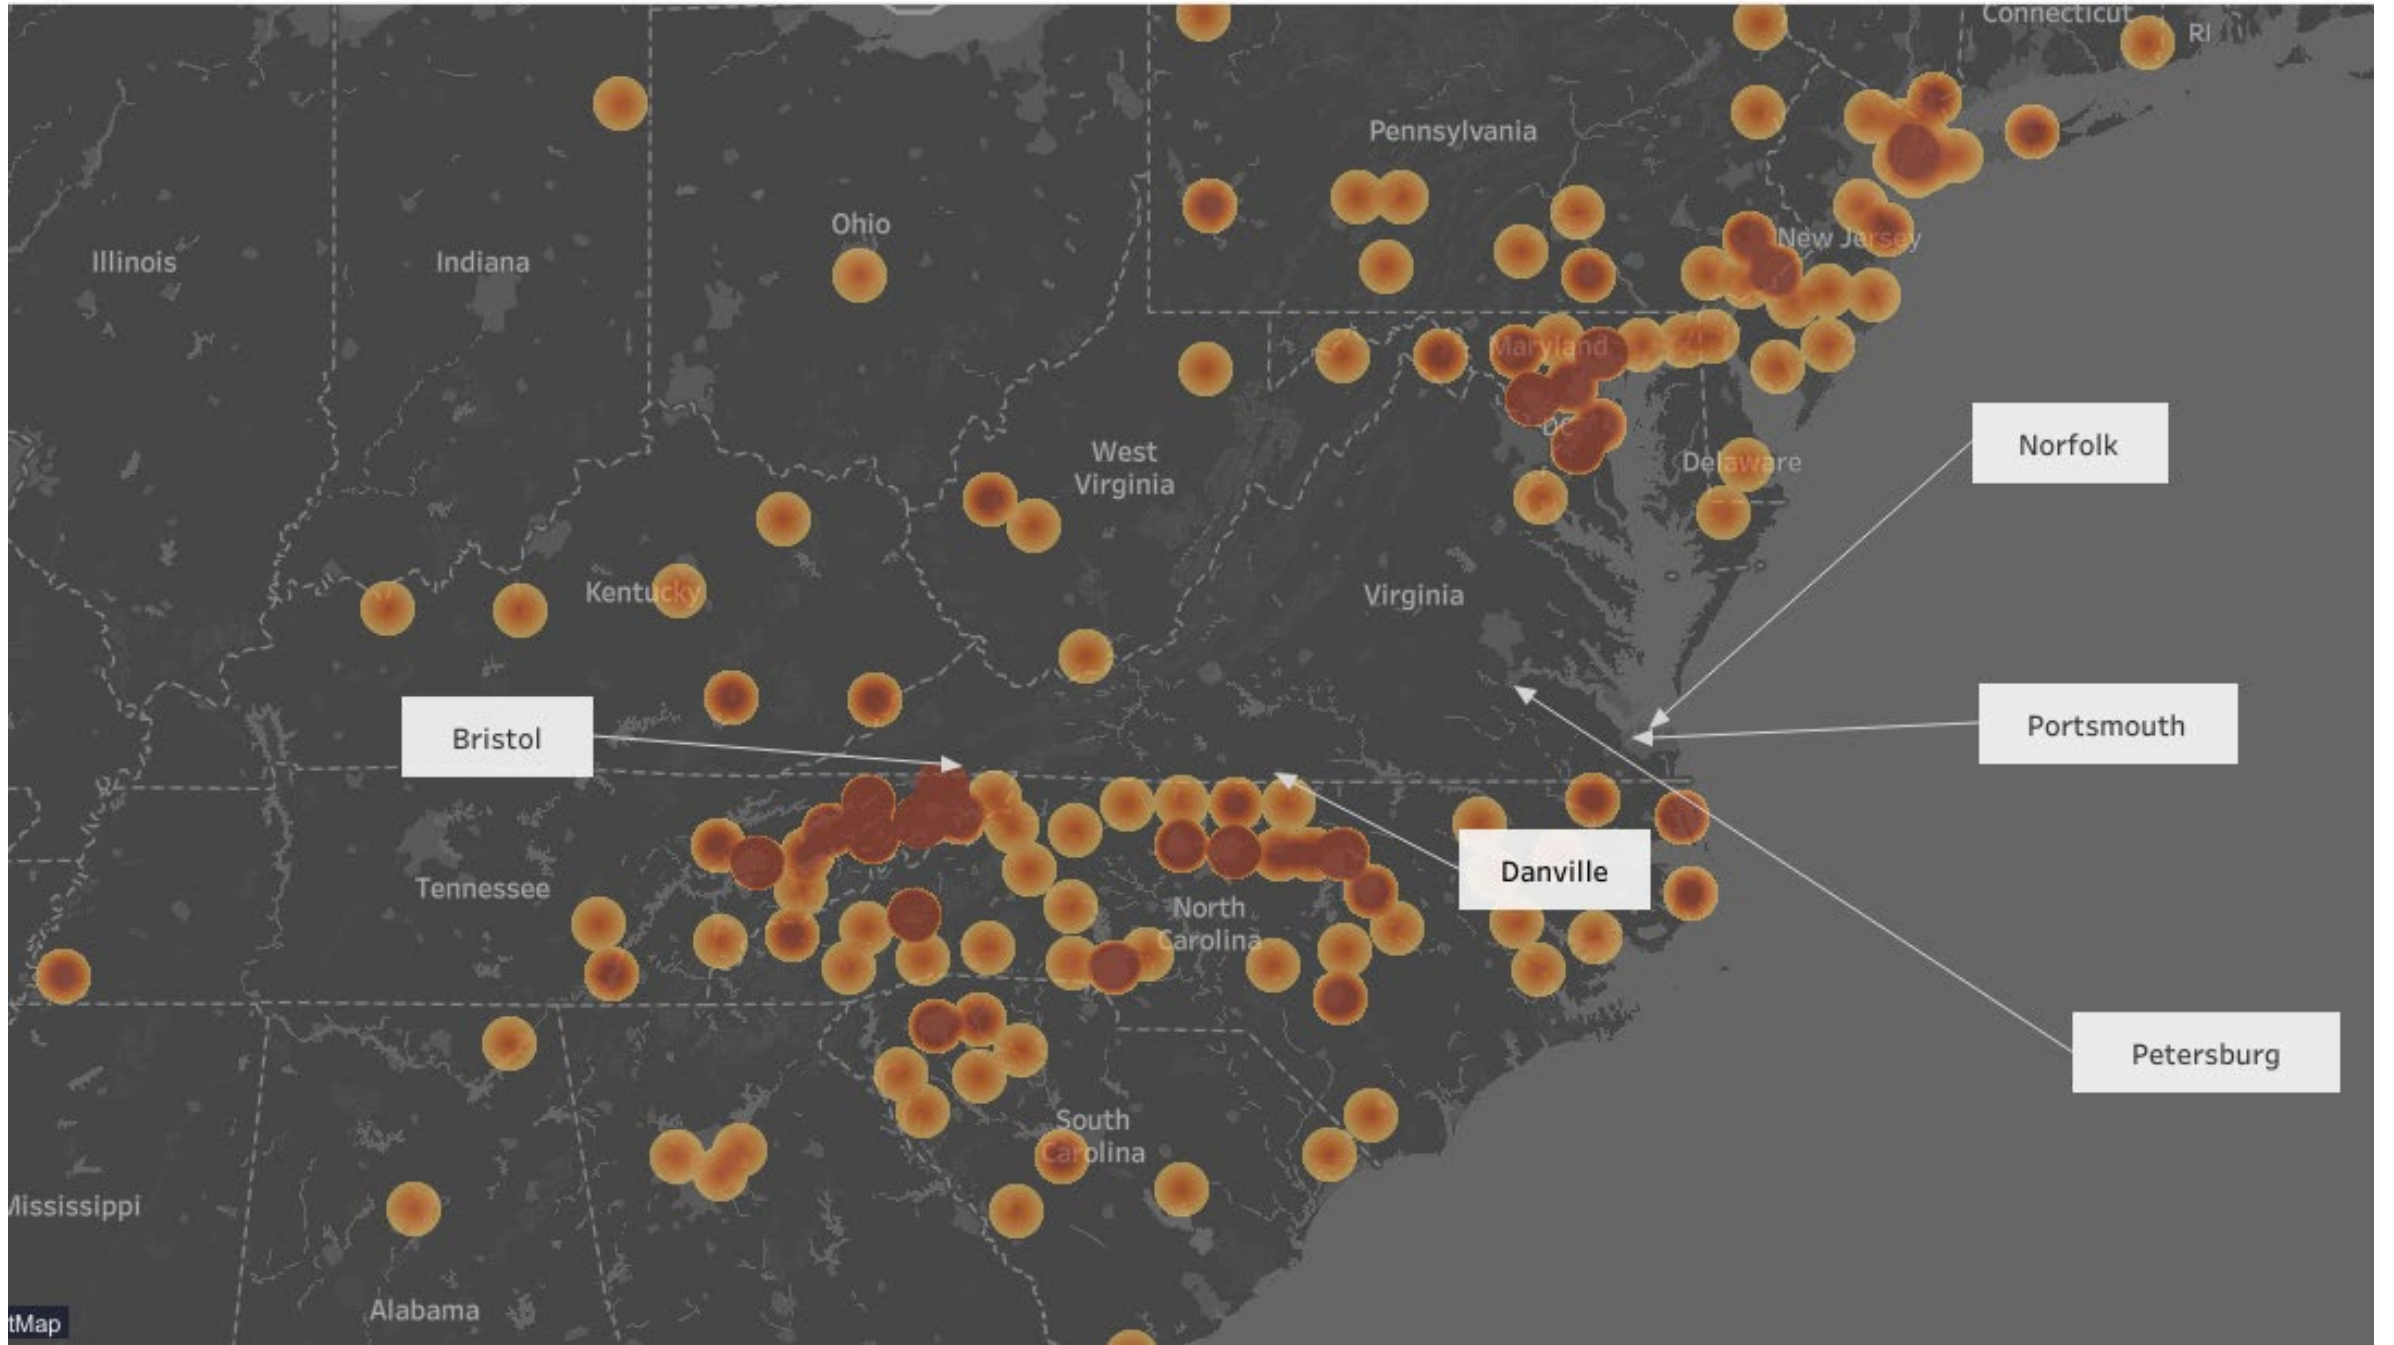 Connecticut
RI
Pennsylvania
Ohio
New Jersey
Illinois
Indiana
Maryland
DC
Norfolk
West
Virginia
Delaware
Kentucky
Virginia
Bristol
Portsmouth
Danville
Tennessee
North
Carolina
Petersburg
South
Carolina
Mississippi
Alabama
tMap